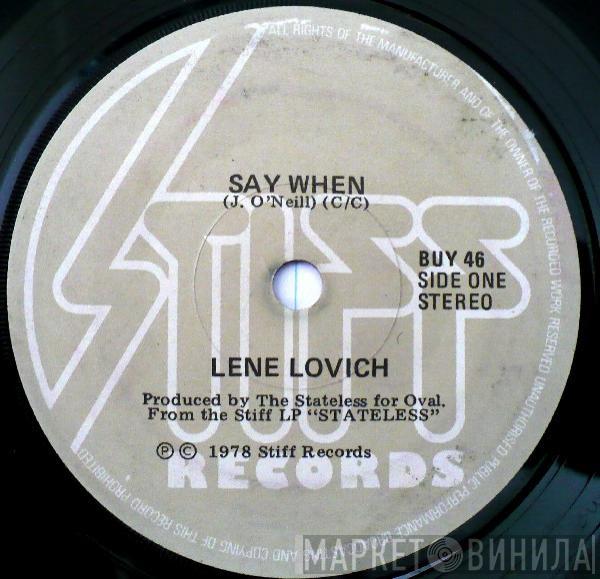 ALL RIGHTS OF THE MANUFACTURER AND OF THE OWNER OF THE RECORDED WORK RESERVED UNAUTHORISED PUBLIC PERFORMANCE BROADCASTING AND COPYING OF THIS RECORD PROHIBITED
SAY WHEN
(J. O'Neill) (C/C)
STIFF
BUY 46
SIDE ONE
STEREO
LENE LOVICH
Produced by The Stateless for Oval.
From the Stiff LP "STATELESS"
Ⓟ © 1978 Stiff Records
RECORDS
МАРКЕТ ВИНИЛА